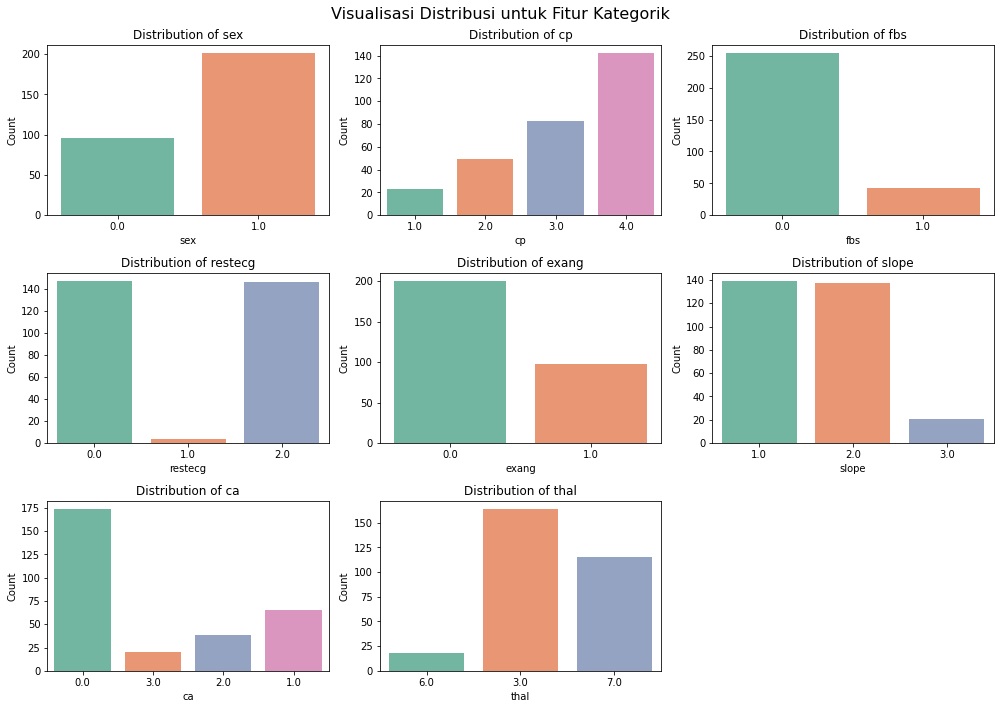 Visualisasi Distribusi untuk Fitur Kategorik
Distribution of sex
Count
200
150
100
50
0
0.0 1.0
sex
Distribution of cp
Count
140
120
100
80
60
40
20
0
1.0 2.0 3.0 4.0
cp
Distribution of fbs
Count
250
200
150
100
50
0
0.0 1.0
fbs
Distribution of restecg
Count
140
120
100
80
60
40
20
0
0.0 1.0 2.0
restecg
Distribution of exang
Count
200
150
100
50
0
0.0 1.0
exang
Distribution of slope
Count
140
120
100
80
60
40
20
0
1.0 2.0 3.0
slope
Distribution of ca
Count
175
150
125
100
75
50
25
0
0.0 3.0 2.0 1.0
ca
Distribution of thal
Count
150
125
100
75
50
25
0
6.0 3.0 7.0
thal